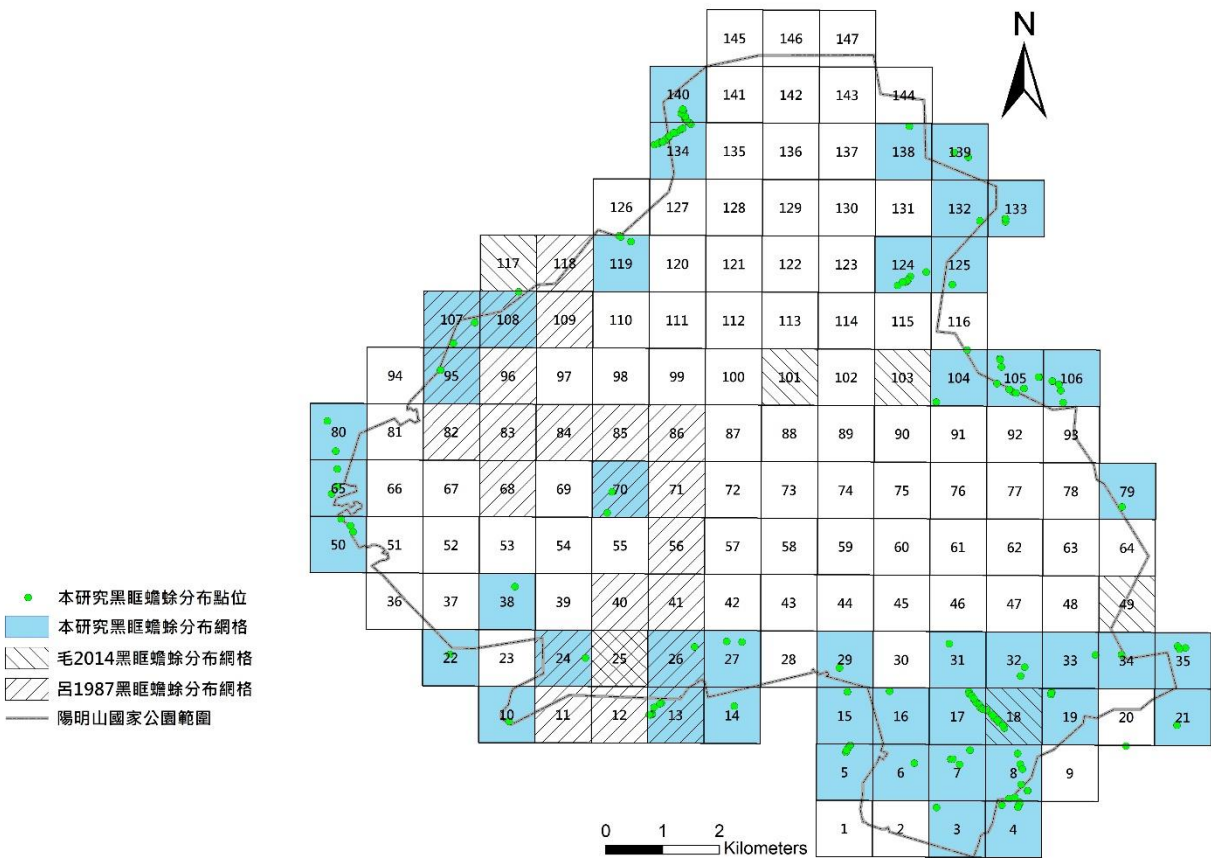 145 146 147
N
140 141 142 143 144
134 135 136 137 138 139
126 127 128 129 130 131 132 133
117 118 119 120 121 122 123 124 125
107 108 109 110 111 112 113 114 115 116
94 95 96 97 98 99 100 101 102 103 104 105 106
80 81 82 83 84 85 86 87 88 89 90 91 92 93
65 66 67 68 69 70 71 72 73 74 75 76 77 78 79
50 51 52 53 54 55 56 57 58 59 60 61 62 63 64
36 37 38 39 40 41 42 43 44 45 46 47 48 49
22 23 24 25 26 27 28 29 30 31 32 33 34 35
10 11 12 13 14 15 16 17 18 19 20 21
5 6 7 8 9
1 2 3 4
本研究黑眶蟾蜍分布點位
本研究黑眶蟾蜍分布網格
毛2014黑眶蟾蜍分布網格
呂1987黑眶蟾蜍分布網格
陽明山國家公園範圍
0 1 2
Kilometers